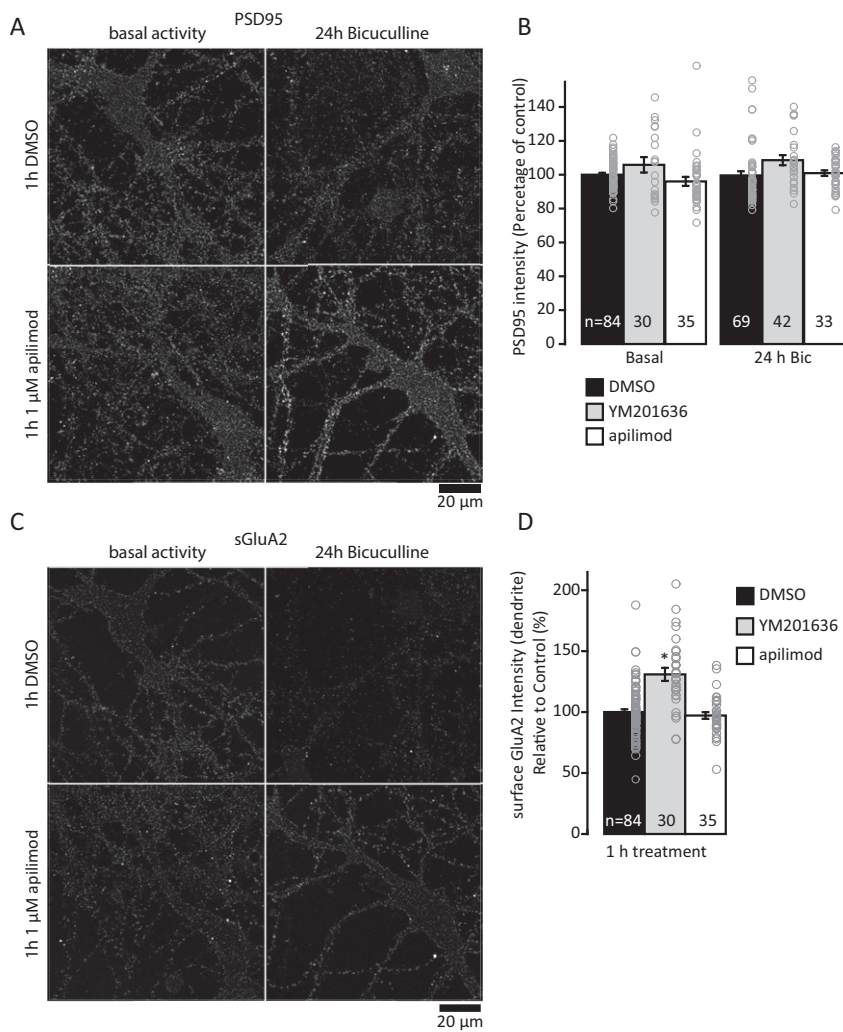 A
PSD95
basal activity
24h Bicuculline
1h DMSO
1h 1 µM apilimod
20 µm
B
PSD95 intensity (Percetage of control)
140
120
100
80
60
40
20
0
n=84
30
35
69
42
33
Basal
24 h Bic
DMSO
YM201636
apilimod
C
sGluA2
basal activity
24h Bicuculline
1h DMSO
1h 1 µM apilimod
20 µm
D
surface GluA2 Intensity (dendrite)
Relative to Control (%)
200
150
100
50
0
*
n=84
30
35
1 h treatment
DMSO
YM201636
apilimod